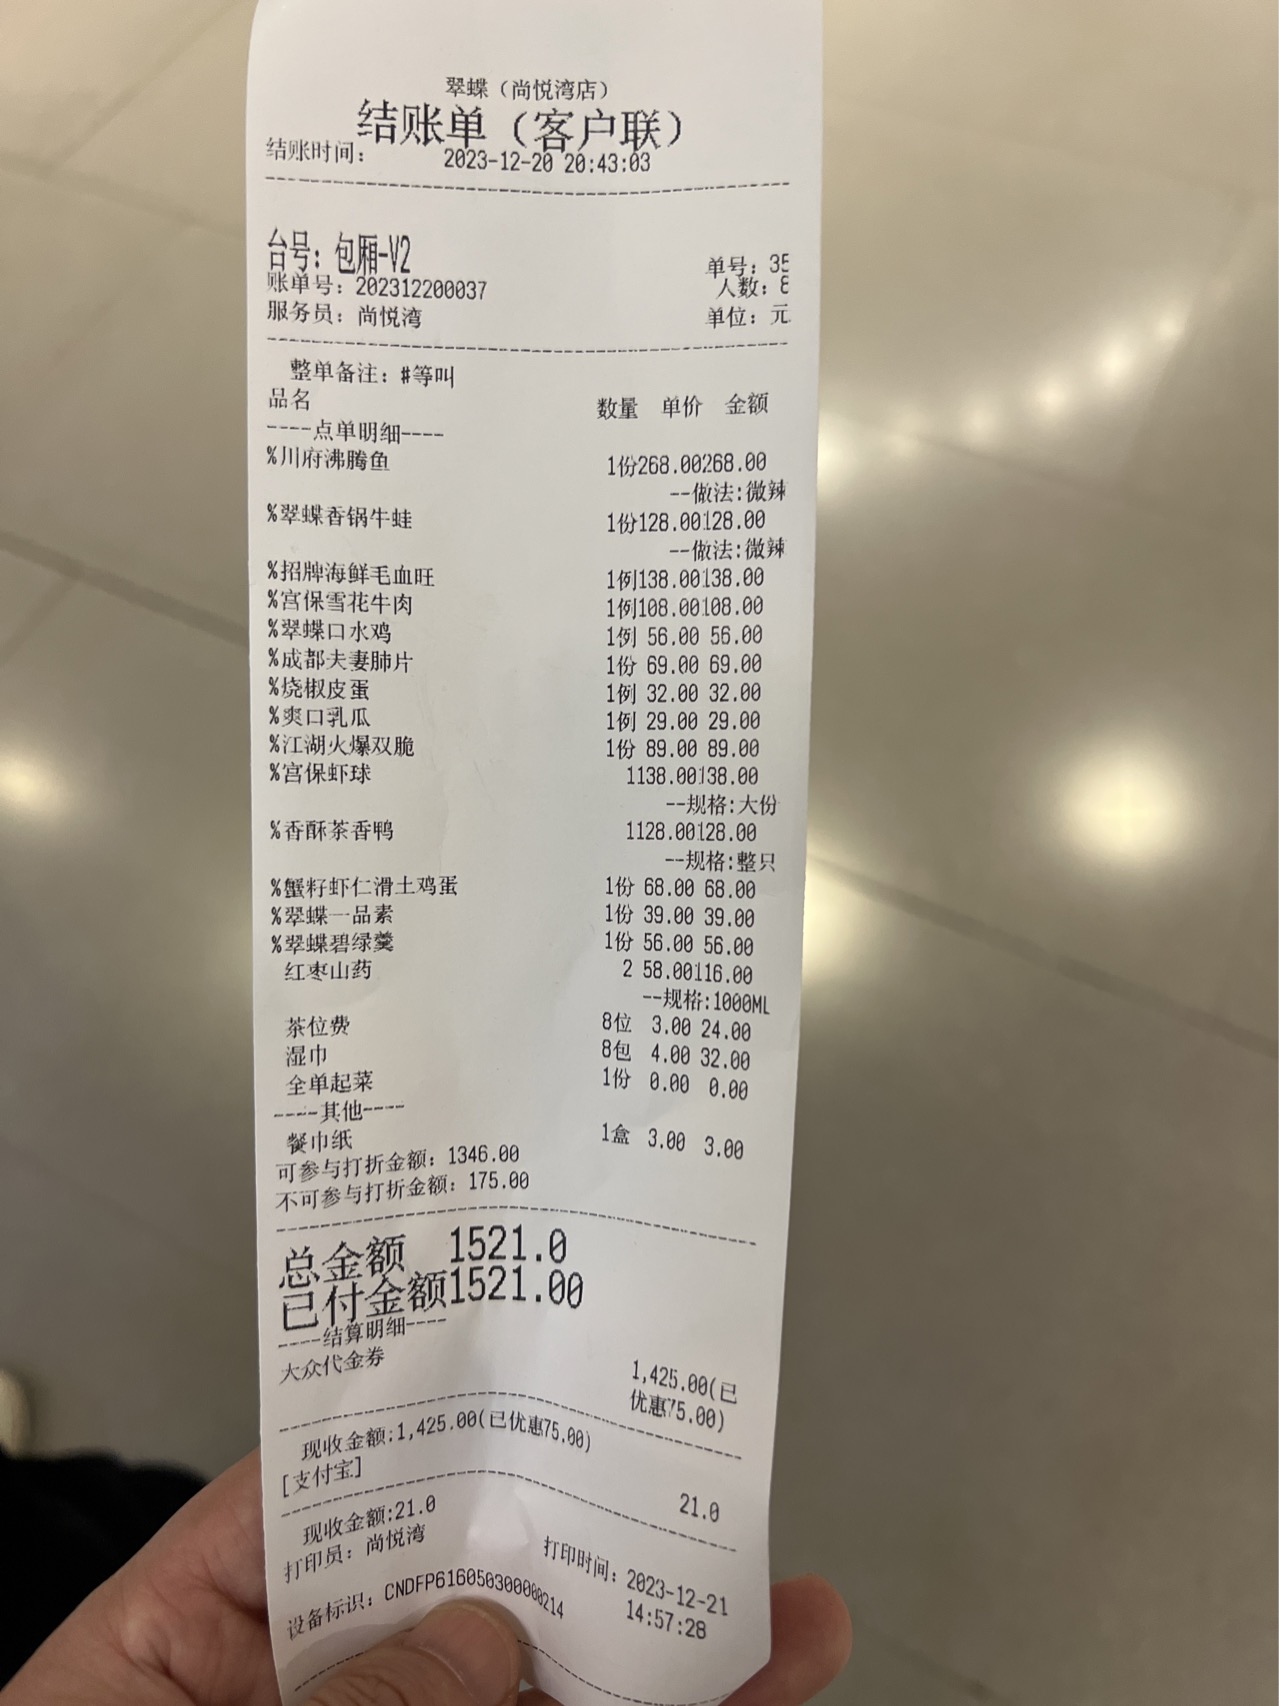 翠蝶（尚悦湾店）
结账单（客户联）
结账时间： 2023-12-20 20:43:03
台号：包厢-V2
单号：35
账单号：202312200037 人数：8
服务员：尚悦湾 单位：元
整单备注：#等叫
品名 数量 单价 金额
----点单明细----
%川府沸腾鱼 1份268.00268.00
--做法:微辣
%翠蝶香锅牛蛙 1份128.00128.00
--做法:微辣
%招牌海鲜毛血旺 1例138.00138.00
%宫保雪花牛肉 1例108.00108.00
%翠蝶口水鸡 1例 56.00 56.00
%成都夫妻肺片 1份 69.00 69.00
%烧椒皮蛋 1例 32.00 32.00
%爽口乳瓜 1例 29.00 29.00
%江湖火爆双脆 1份 89.00 89.00
%宫保虾球 1138.00138.00
--规格:大份
%香酥茶香鸭 1128.00128.00
--规格:整只
%蟹籽虾仁滑土鸡蛋 1份 68.00 68.00
%翠蝶一品素 1份 39.00 39.00
%翠蝶碧绿羹 1份 56.00 56.00
红枣山药 2 58.00116.00
--规格:1000ML
茶位费 8位 3.00 24.00
湿巾 8包 4.00 32.00
全单起菜 1份 0.00 0.00
----其他----
餐巾纸 1盒 3.00 3.00
可参与打折金额：1346.00
不可参与打折金额：175.00
总金额 1521.0
已付金额1521.00
----结算明细----
大众代金券 1,425.00(已
优惠75.00)
现收金额:1,425.00(已优惠75.00)
[支付宝] 21.0
现收金额:21.0
打印员：尚悦湾 打印时间：2023-12-21
14:57:28
设备标识：CNDFP616050300000214